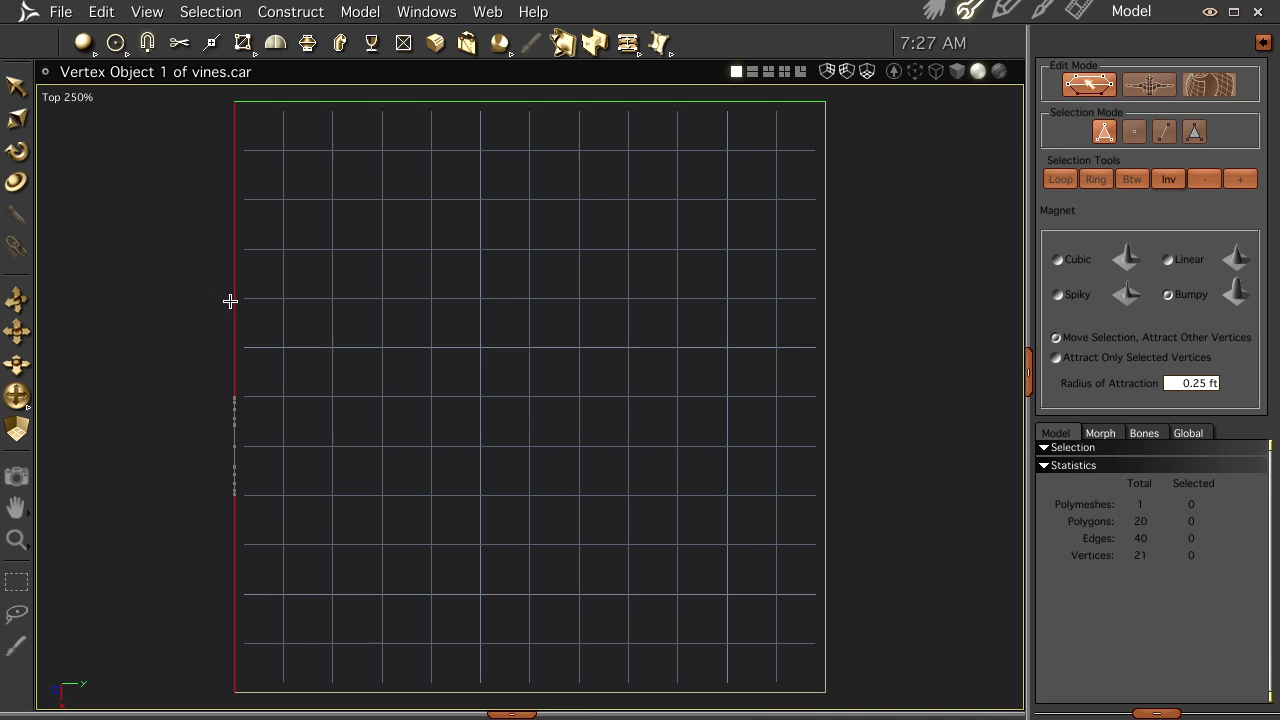 File Edit View Selection Construct Model Windows Web Help
Model
7:27 AM
Vertex Object 1 of vines.car
Top 250%
Edit Mode
Selection Mode
Selection Tools
Loop Ring Btw Inv - +
Magnet
Cubic Linear
Spiky Bumpy
Move Selection, Attract Other Vertices
Attract Only Selected Vertices
Radius of Attraction 0.25 ft
Model Morph Bones Global
Selection
Statistics
Total Selected
Polymeshes: 1 0
Polygons: 20 0
Edges: 40 0
Vertices: 21 0